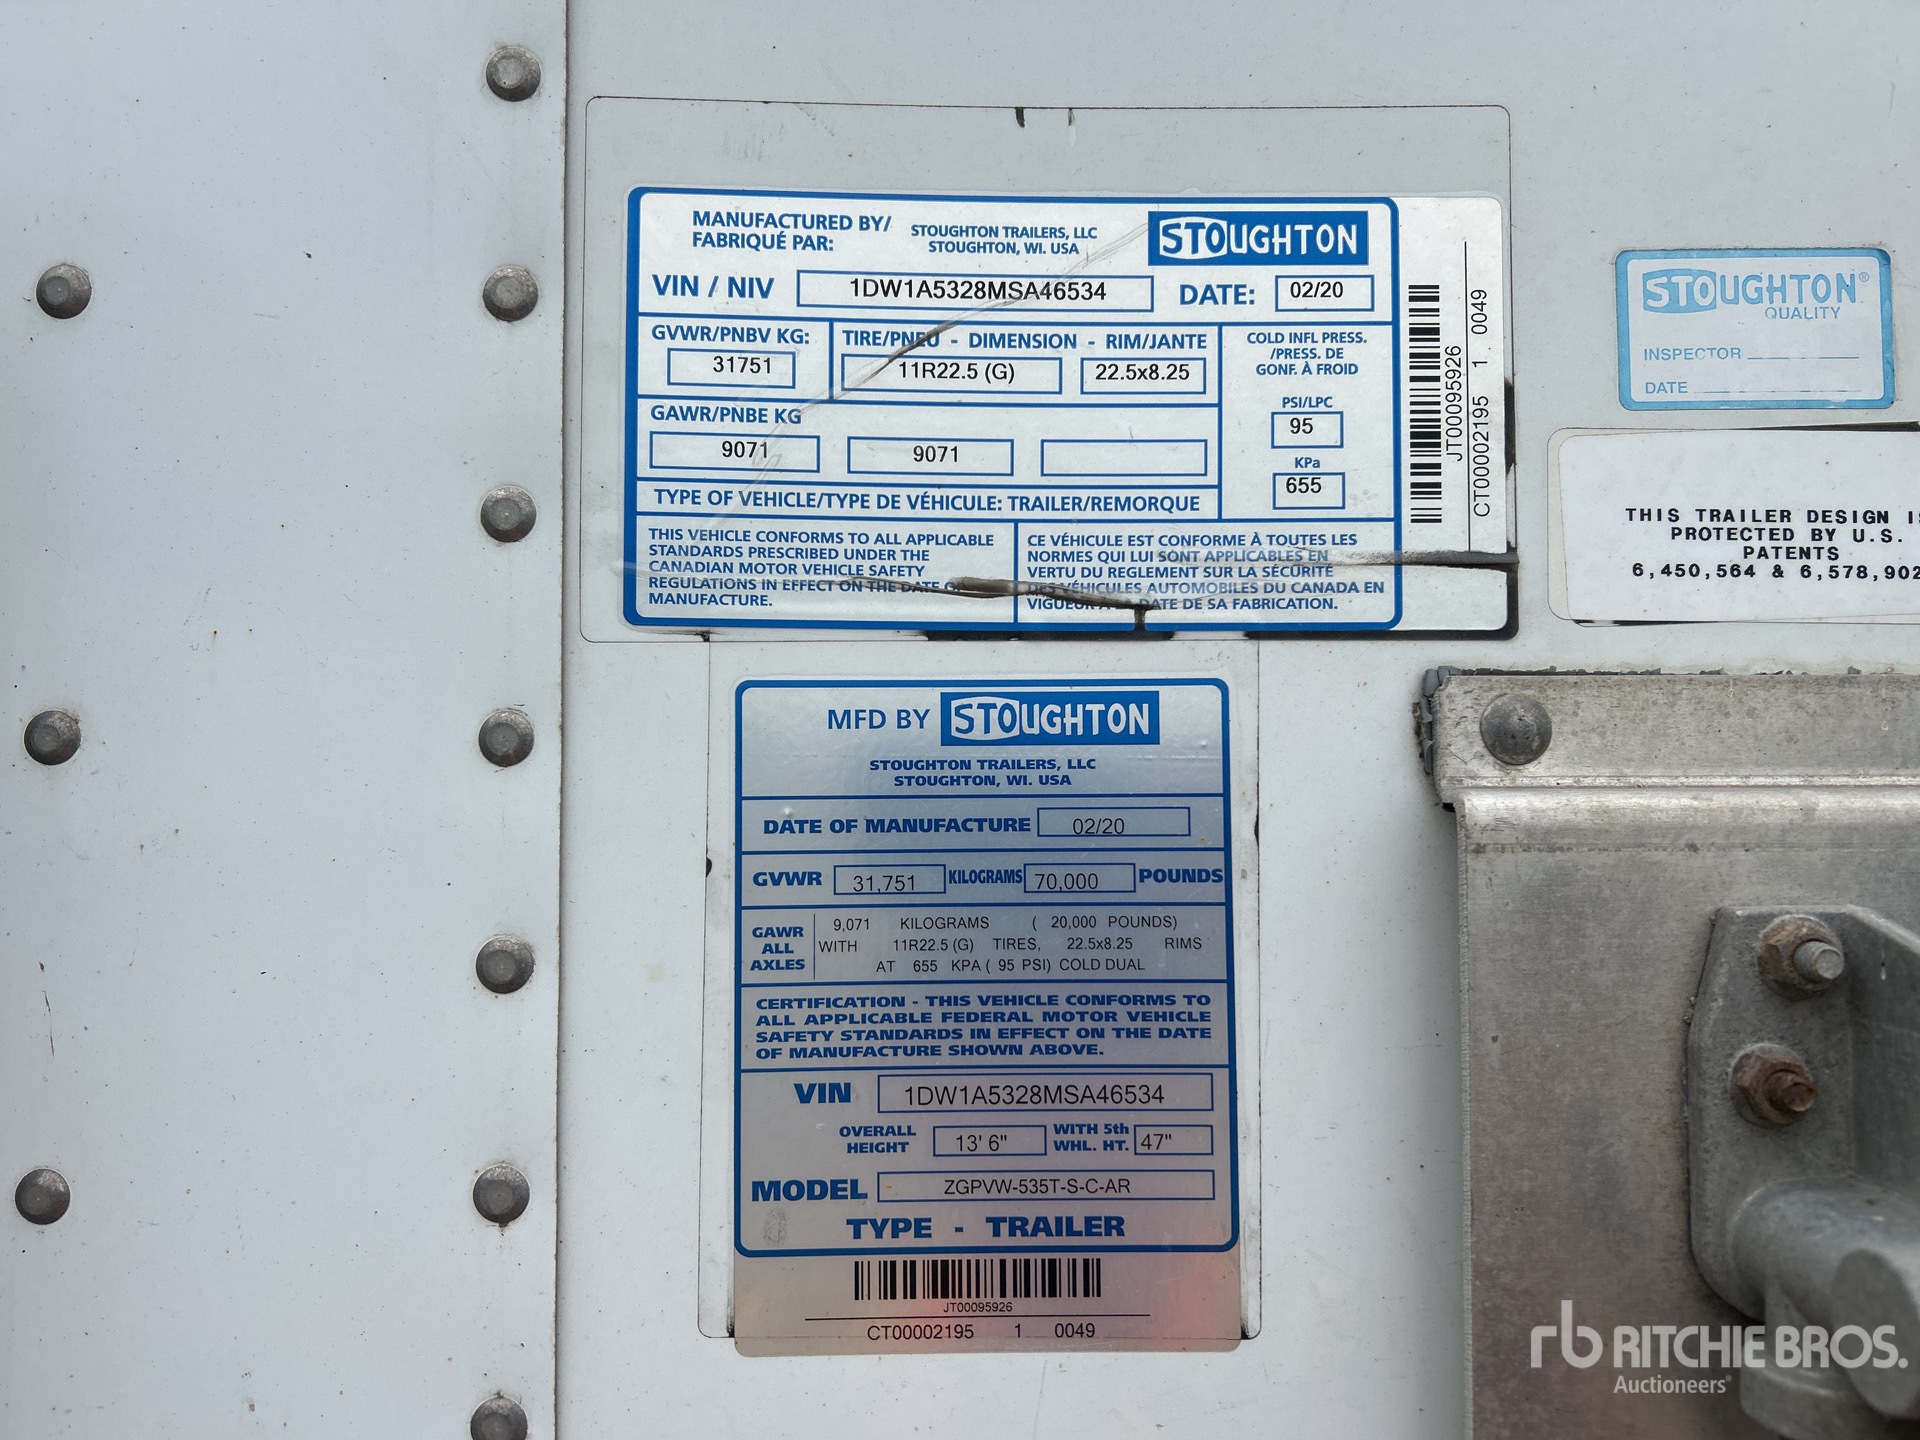 MANUFACTURED BY/
FABRIQUÉ PAR:
STOUGHTON TRAILERS, LLC
STOUGHTON, WI. USA
STOUGHTON
VIN / NIV 1DW1A5328MSA46534 DATE: 02/20
GVWR/PNBV KG:
31751
TIRE/PNEU - DIMENSION - RIM/JANTE
11R22.5 (G) 22.5x8.25
COLD INFL PRESS.
/PRESS. DE
GONF. À FROID
PSI/LPC
95
KPa
655
GAWR/PNBE KG
9071 9071
TYPE OF VEHICLE/TYPE DE VÉHICULE: TRAILER/REMORQUE
THIS VEHICLE CONFORMS TO ALL APPLICABLE
STANDARDS PRESCRIBED UNDER THE
CANADIAN MOTOR VEHICLE SAFETY
REGULATIONS IN EFFECT ON THE DATE OF
MANUFACTURE.
CE VÉHICULE EST CONFORME À TOUTES LES
NORMES QUI LUI SONT APPLICABLES EN
VERTU DU REGLEMENT SUR LA SÉCURITÉ
DES VÉHICULES AUTOMOBILES DU CANADA EN
VIGUEUR A LA DATE DE SA FABRICATION.
JT00095926
CT00002195 1 0049
STOUGHTON®
QUALITY
INSPECTOR
DATE
THIS TRAILER DESIGN IS
PROTECTED BY U.S.
PATENTS
6,450,564 & 6,578,902
MFD BY STOUGHTON
STOUGHTON TRAILERS, LLC
STOUGHTON, WI. USA
DATE OF MANUFACTURE 02/20
GVWR 31,751 KILOGRAMS 70,000 POUNDS
GAWR
ALL
AXLES
9,071 KILOGRAMS ( 20,000 POUNDS)
WITH 11R22.5 (G) TIRES, 22.5x8.25 RIMS
AT 655 KPA ( 95 PSI) COLD DUAL
CERTIFICATION - THIS VEHICLE CONFORMS TO
ALL APPLICABLE FEDERAL MOTOR VEHICLE
SAFETY STANDARDS IN EFFECT ON THE DATE
OF MANUFACTURE SHOWN ABOVE.
VIN 1DW1A5328MSA46534
OVERALL
HEIGHT
13' 6"
WITH 5th
WHL. HT.
47"
MODEL ZGPVW-535T-S-C-AR
TYPE - TRAILER
JT00095926
CT00002195 1 0049
rb RITCHIE BROS.
Auctioneers